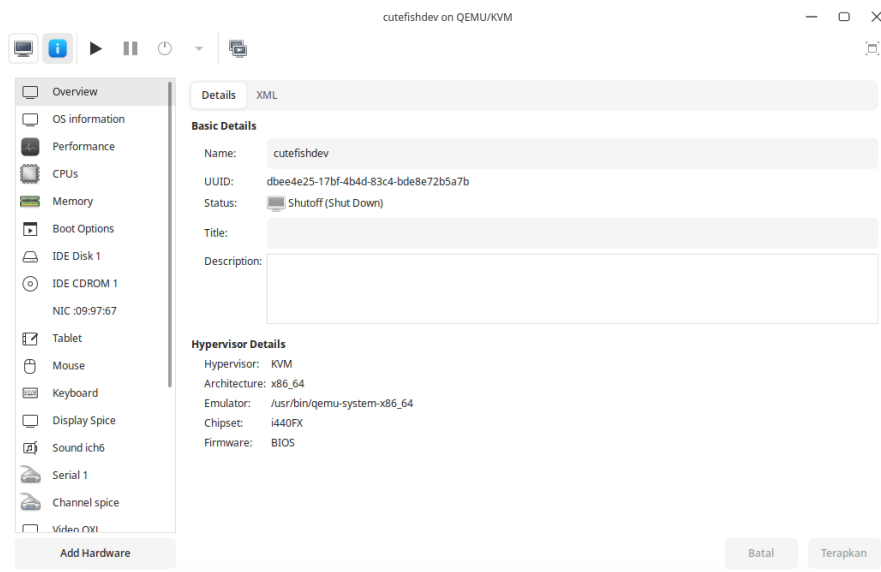 cutefishdev on QEMU/KVM
Overview
OS information
Performance
CPUs
Memory
Boot Options
IDE Disk 1
IDE CDROM 1
NIC :09:97:67
Tablet
Mouse
Keyboard
Display Spice
Sound ich6
Serial 1
Channel spice
Video QXL
Add Hardware
Details XML
Basic Details
Name: cutefishdev
UUID: dbee4e25-17bf-4b4d-83c4-bde8e72b5a7b
Status: Shutoff (Shut Down)
Title:
Description:
Hypervisor Details
Hypervisor: KVM
Architecture: x86_64
Emulator: /usr/bin/qemu-system-x86_64
Chipset: i440FX
Firmware: BIOS
Batal Terapkan